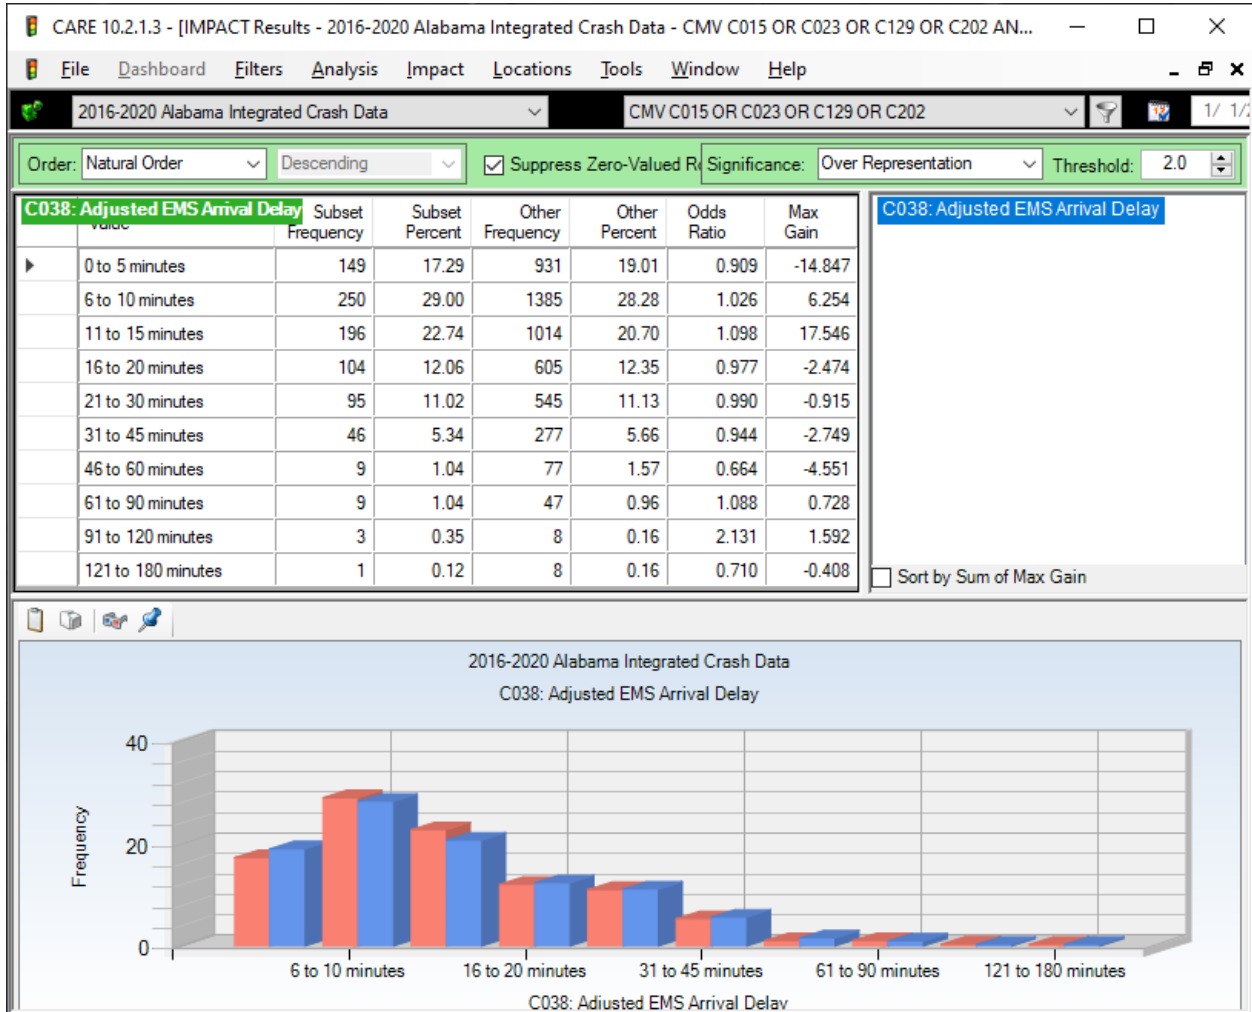 CARE 10.2.1.3 - [IMPACT Results - 2016-2020 Alabama Integrated Crash Data - CMV C015 OR C023 OR C129 OR C202 AN...
File Dashboard Filters Analysis Impact Locations Tools Window Help
2016-2020 Alabama Integrated Crash Data CMV C015 OR C023 OR C129 OR C202 1/ 1/2
Order: Natural Order Descending Suppress Zero-Valued R Significance: Over Representation Threshold: 2.0
C038: Adjusted EMS Arrival Delay Subset Subset Other Other Odds Max
Value Frequency Percent Frequency Percent Ratio Gain
0 to 5 minutes 149 17.29 931 19.01 0.909 -14.847
6 to 10 minutes 250 29.00 1385 28.28 1.026 6.254
11 to 15 minutes 196 22.74 1014 20.70 1.098 17.546
16 to 20 minutes 104 12.06 605 12.35 0.977 -2.474
21 to 30 minutes 95 11.02 545 11.13 0.990 -0.915
31 to 45 minutes 46 5.34 277 5.66 0.944 -2.749
46 to 60 minutes 9 1.04 77 1.57 0.664 -4.551
61 to 90 minutes 9 1.04 47 0.96 1.088 0.728
91 to 120 minutes 3 0.35 8 0.16 2.131 1.592
121 to 180 minutes 1 0.12 8 0.16 0.710 -0.408
C038: Adjusted EMS Arrival Delay
Sort by Sum of Max Gain
2016-2020 Alabama Integrated Crash Data
C038: Adjusted EMS Arrival Delay
Frequency
40
20
0
6 to 10 minutes 16 to 20 minutes 31 to 45 minutes 61 to 90 minutes 121 to 180 minutes
C038: Adjusted EMS Arrival Delay